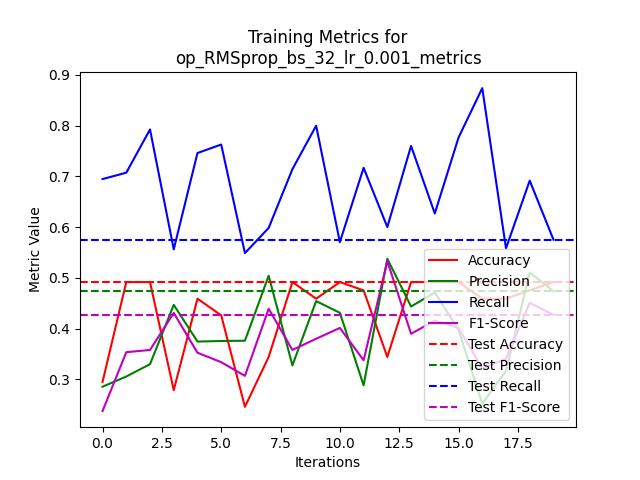 Training Metrics for
op_RMSprop_bs_32_lr_0.001_metrics
Metric Value
0.9
0.8
0.7
0.6
0.5
0.4
0.3
Accuracy
Precision
Recall
F1-Score
Test Accuracy
Test Precision
Test Recall
Test F1-Score
0.0 2.5 5.0 7.5 10.0 12.5 15.0 17.5
Iterations